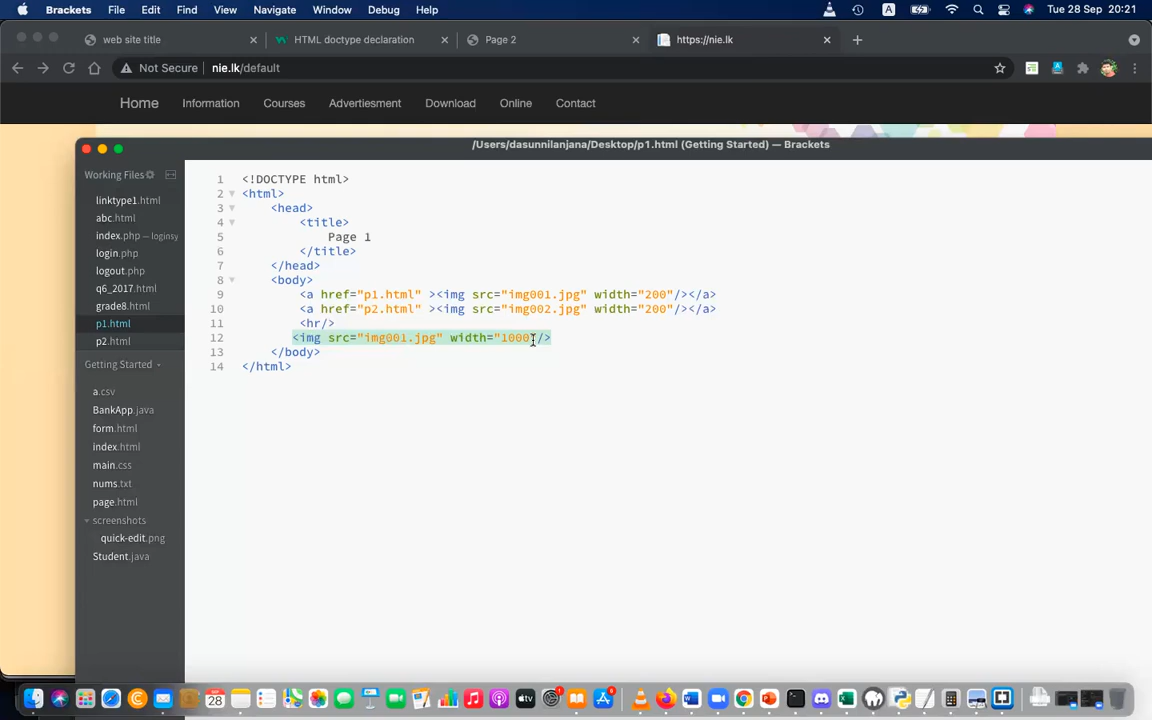 Brackets File Edit Find View Navigate Window Debug Help A Tue 28 Sep 20:21
web site title HTML doctype declaration Page 2 https://nie.lk
Not Secure nie.lk/default
Home Information Courses Advertiesment Download Online Contact
/Users/dasunnilanjana/Desktop/p1.html (Getting Started) — Brackets
Working Files
linktype1.html
abc.html
index.php — loginsy
login.php
logout.php
q6_2017.html
grade8.html
p1.html
p2.html
Getting Started
a.csv
BankApp.java
form.html
index.html
main.css
nums.txt
page.html
screenshots
quick-edit.png
Student.java
1 <!DOCTYPE html>
2 <html>
3 <head>
4 <title>
5 Page 1
6 </title>
7 </head>
8 <body>
9 <a href="p1.html" ><img src="img001.jpg" width="200"/></a>
10 <a href="p2.html" ><img src="img002.jpg" width="200"/></a>
11 <hr/>
12 <img src="img001.jpg" width="1000"/>
13 </body>
14 </html>